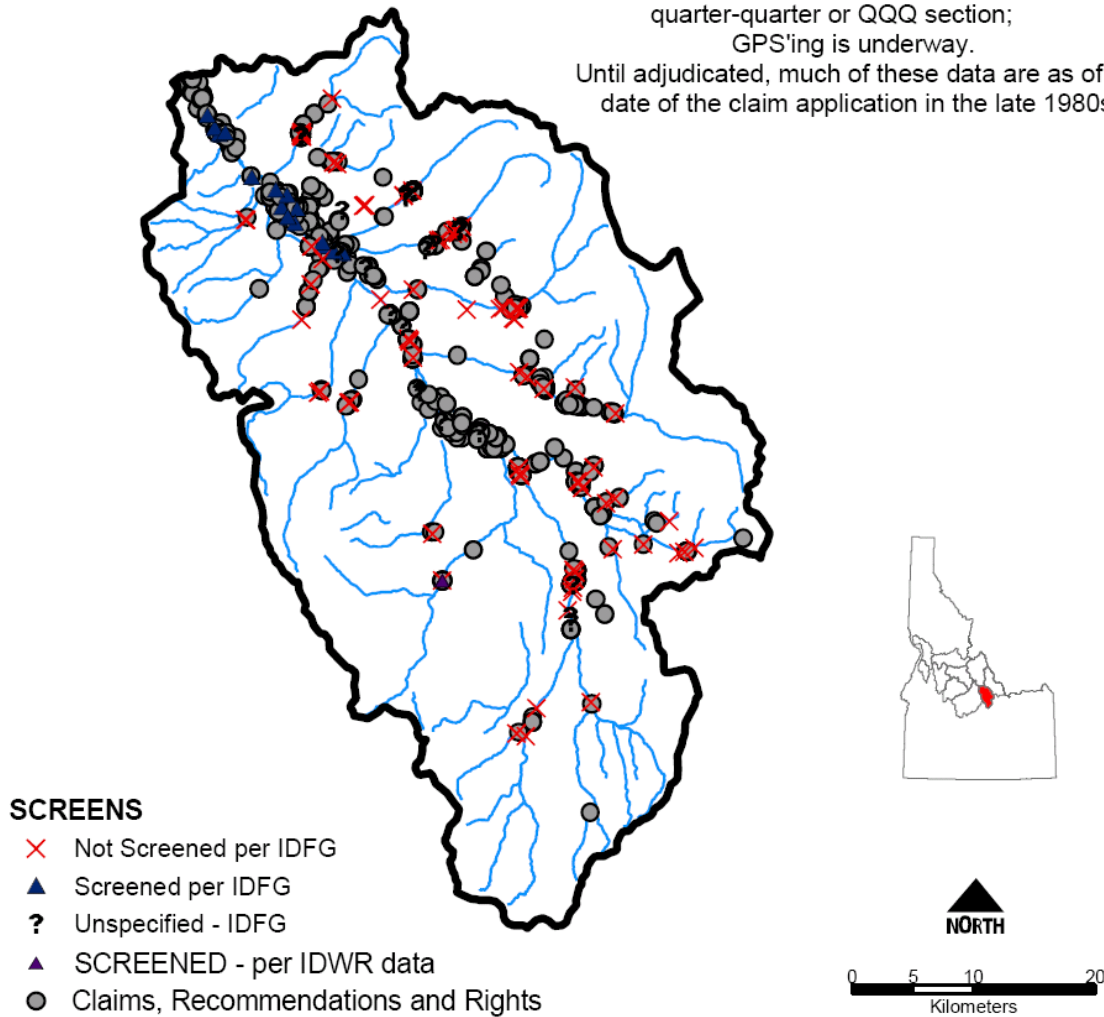 quarter-quarter or QQQ section;
GPS'ing is underway.
Until adjudicated, much of these data are as of
date of the claim application in the late 1980s
SCREENS
Not Screened per IDFG
Screened per IDFG
? Unspecified - IDFG
SCREENED - per IDWR data
Claims, Recommendations and Rights
NORTH
0 5 10 20
Kilometers